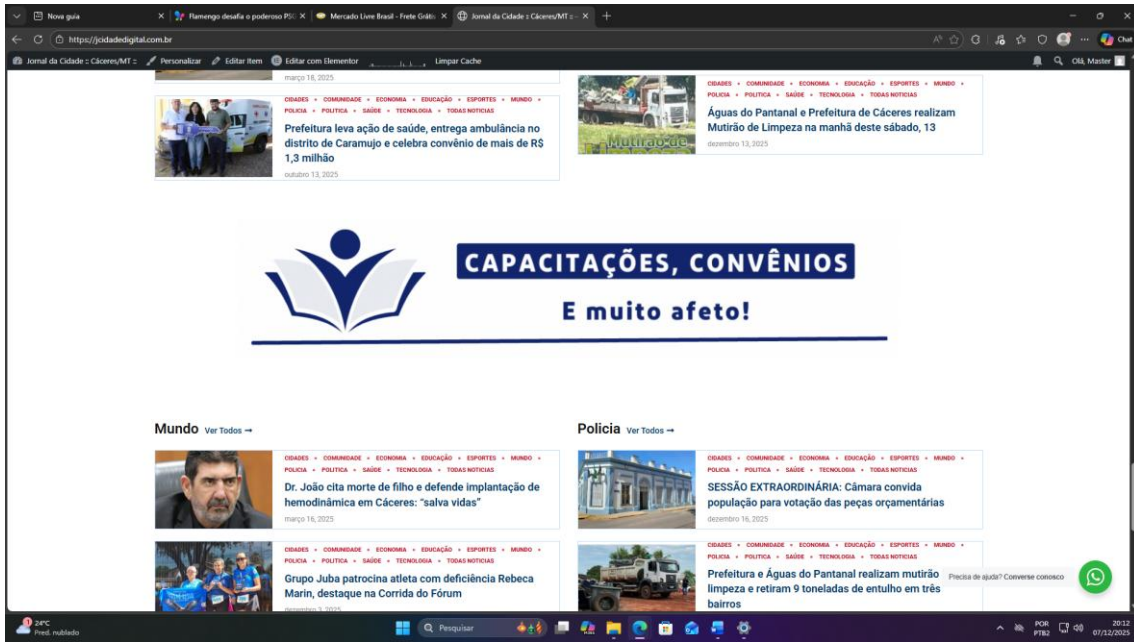 Nova guia
Flamengo desafia o poderoso PSG
Mercado Livre Brasil - Frete Grátis
Jornal da Cidade :: Cáceres/MT :: -
https://jcidadedigital.com.br
Chat
Jornal da Cidade :: Cáceres/MT ::
Personalizar
Editar Item
Editar com Elementor
Limpar Cache
Olá, Master
março 18, 2025
CIDADES • COMUNIDADE • ECONOMIA • EDUCAÇÃO • ESPORTES • MUNDO •
POLICIA • POLITICA • SAÚDE • TECNOLOGIA • TODAS NOTICIAS
Prefeitura leva ação de saúde, entrega ambulância no
distrito de Caramujo e celebra convênio de mais de R$
1,3 milhão
outubro 13, 2025
CIDADES • COMUNIDADE • ECONOMIA • EDUCAÇÃO • ESPORTES • MUNDO •
POLICIA • POLITICA • SAÚDE • TECNOLOGIA • TODAS NOTICIAS
Águas do Pantanal e Prefeitura de Cáceres realizam
Mutirão de Limpeza na manhã deste sábado, 13
dezembro 13, 2025
Mutirão de
CAPACITAÇÕES, CONVÊNIOS
E muito afeto!
Mundo Ver Todos →
CIDADES • COMUNIDADE • ECONOMIA • EDUCAÇÃO • ESPORTES • MUNDO •
POLICIA • POLITICA • SAÚDE • TECNOLOGIA • TODAS NOTICIAS
Dr. João cita morte de filho e defende implantação de
hemodinâmica em Cáceres: “salva vidas”
março 16, 2025
CIDADES • COMUNIDADE • ECONOMIA • EDUCAÇÃO • ESPORTES • MUNDO •
POLICIA • POLITICA • SAÚDE • TECNOLOGIA • TODAS NOTICIAS
Grupo Juba patrocina atleta com deficiência Rebeca
Marin, destaque na Corrida do Fórum
dezembro 3, 2025
Policia Ver Todos →
CIDADES • COMUNIDADE • ECONOMIA • EDUCAÇÃO • ESPORTES • MUNDO •
POLICIA • POLITICA • SAÚDE • TECNOLOGIA • TODAS NOTICIAS
SESSÃO EXTRAORDINÁRIA: Câmara convida
população para votação das peças orçamentárias
dezembro 16, 2025
CIDADES • COMUNIDADE • ECONOMIA • EDUCAÇÃO • ESPORTES • MUNDO •
POLICIA • POLITICA • SAÚDE • TECNOLOGIA • TODAS NOTICIAS
Prefeitura e Águas do Pantanal realizam mutirão
limpeza e retiram 9 toneladas de entulho em três
bairros
Precisa de ajuda? Converse conosco
24°C
Pred. nublado
Pesquisar
POR
PTB2
20:12
07/12/2025